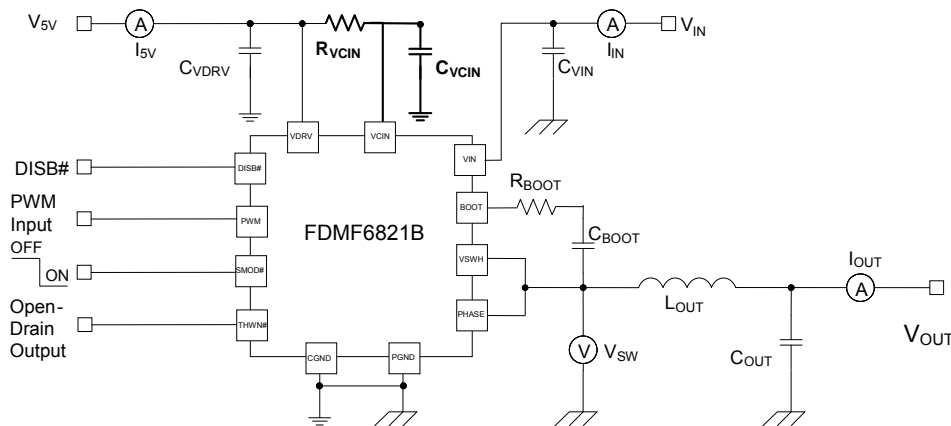 V5V
A
I5V
RVCIN
CVDRV
CVCIN
CVIN
A
IIN
VIN
VDRV
VCIN
VIN
DISB#
DISB#
RBOOT
BOOT
PWM
Input
PWM
FDMF6821B
CBOOT
OFF
ON
SMOD#
VSWH
IOUT
A
LOUT
Open-
Drain
Output
THWN#
PHASE
V
VSW
COUT
VOUT
CGND
PGND